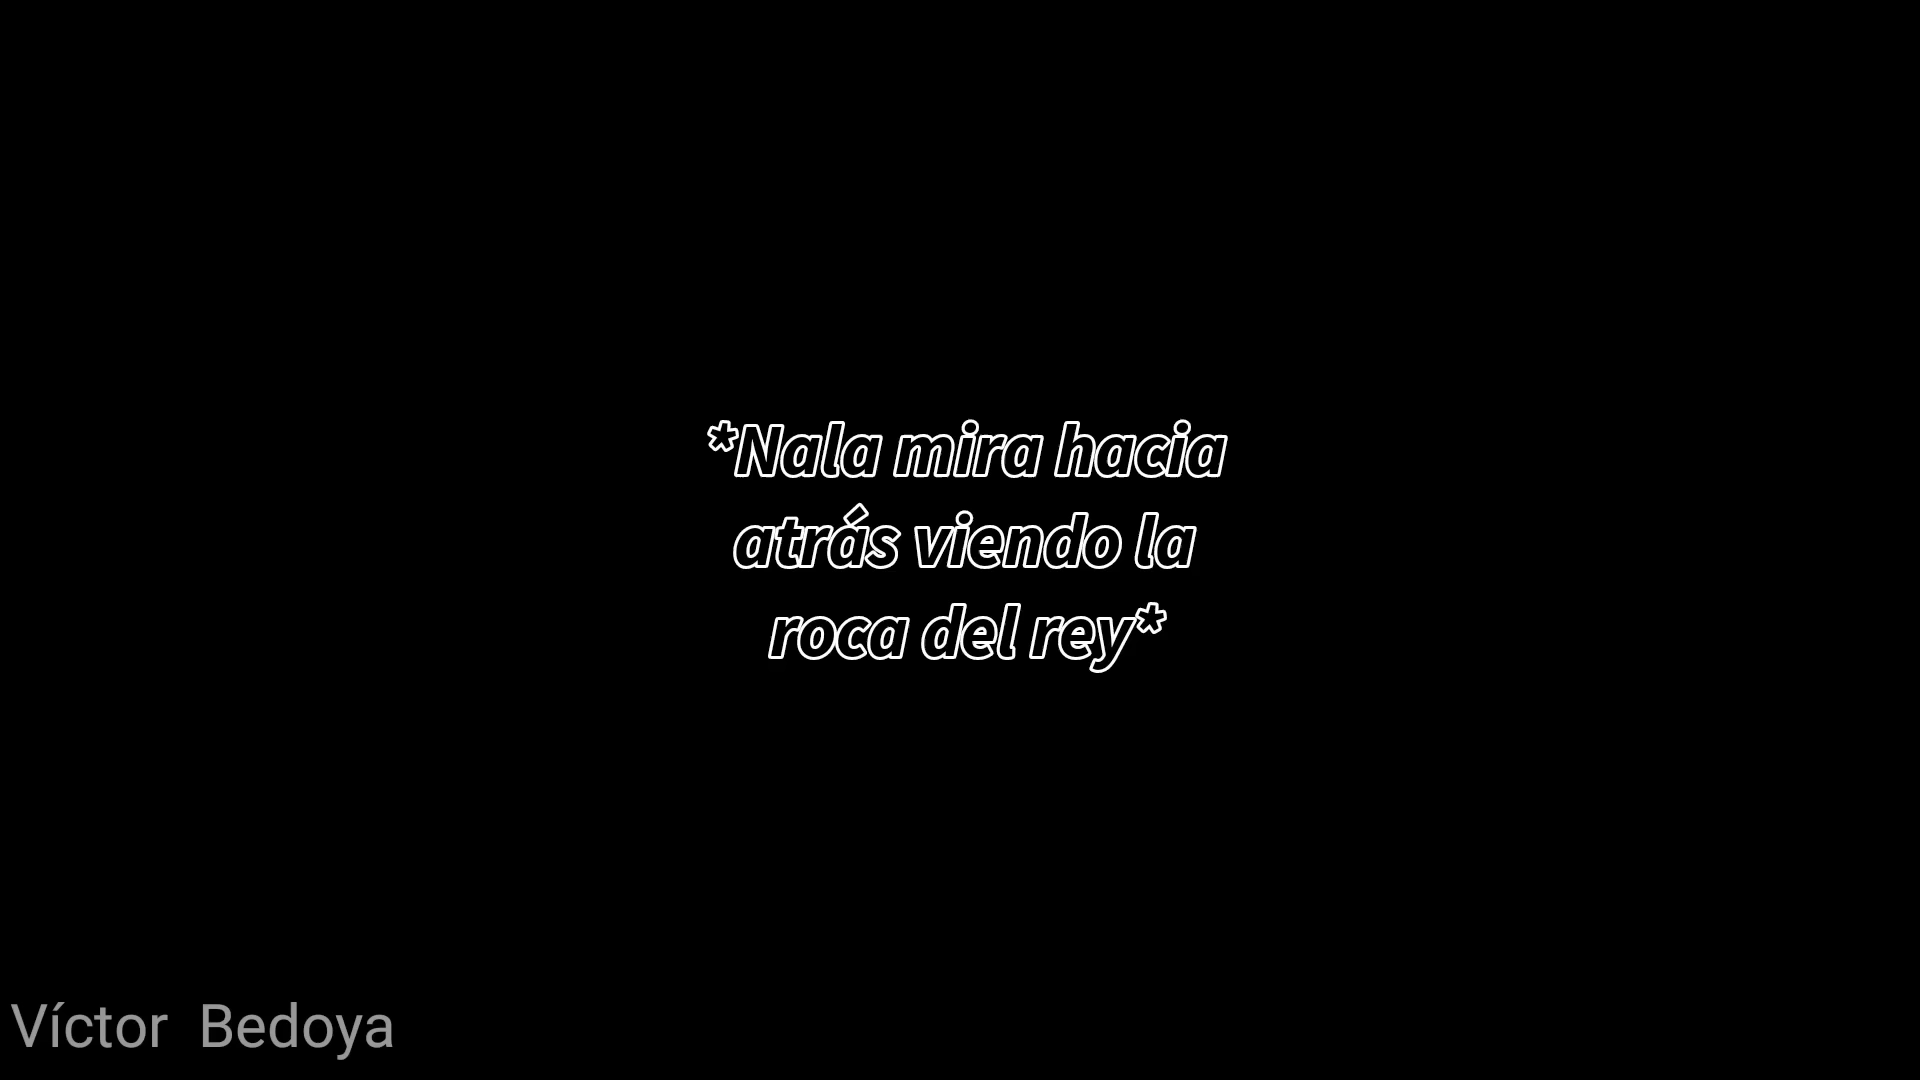 *Nala mira hacia
atrás viendo la
roca del rey*
Víctor Bedoya